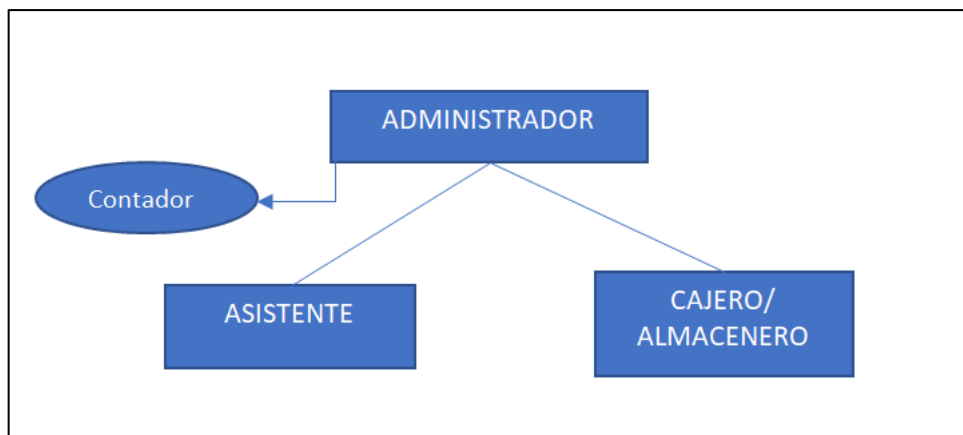 ADMINISTRADOR
Contador
ASISTENTE
CAJERO/
ALMACENERO